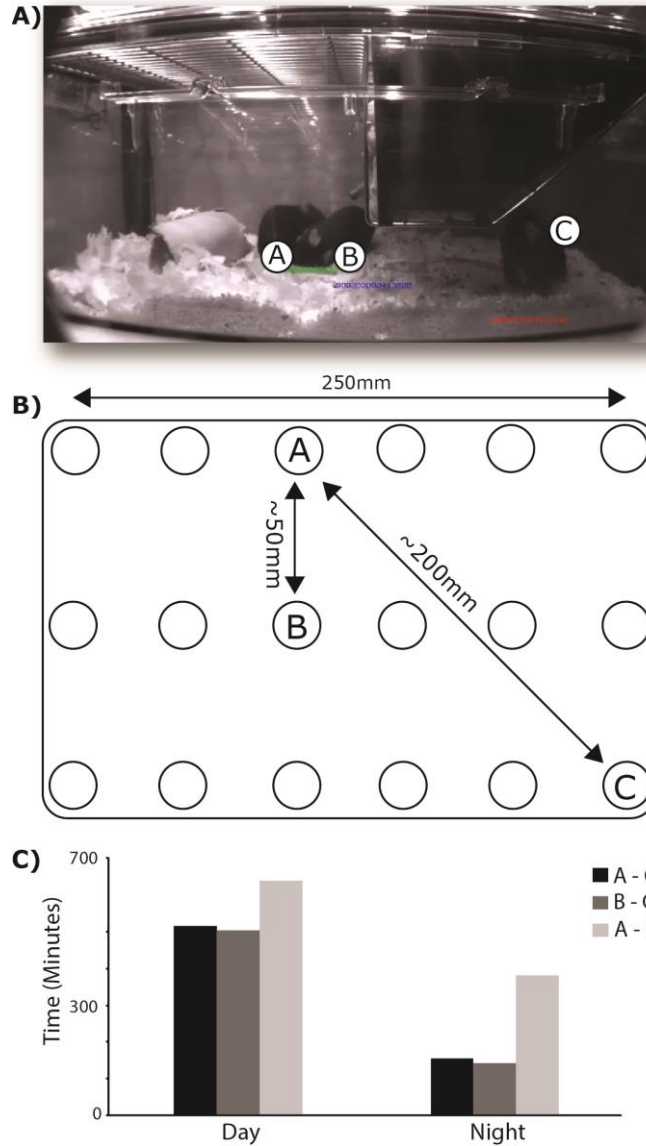 A)
A
B
C
B)
250mm
A
~50mm
~200mm
B
C
C)
700
300
0
Time (Minutes)
A -
B -
A -
Day
Night